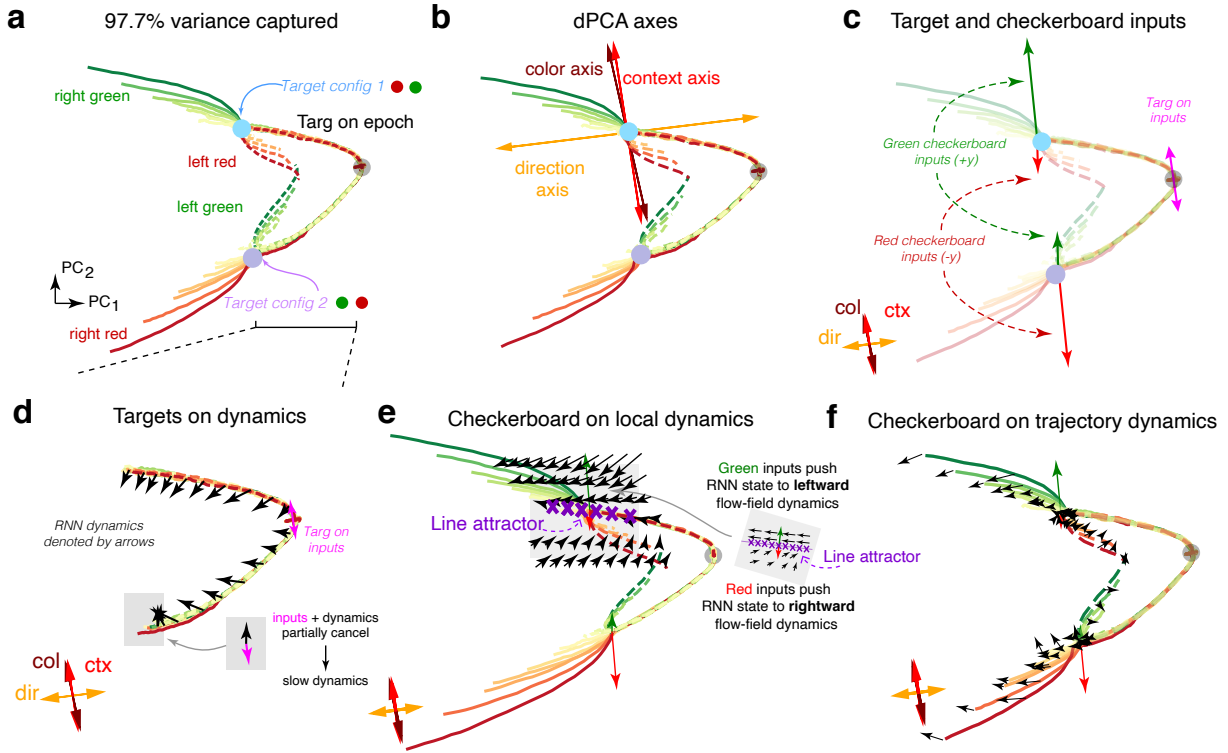 a
97.7% variance captured
right green
Target config 1
Targ on epoch
left red
left green
PC2
PC1
Target config 2
right red
b
dPCA axes
color axis
context axis
direction
axis
c
Target and checkerboard inputs
Targ on
inputs
Green checkerboard
inputs (+y)
Red checkerboard
inputs (-y)
col
ctx
dir
d
Targets on dynamics
RNN dynamics
denoted by arrows
Targ on
inputs
inputs + dynamics
partially cancel
slow dynamics
col
ctx
dir
e
Checkerboard on local dynamics
Line attractor
Green inputs push
RNN state to leftward
flow-field dynamics
Line attractor
Red inputs push
RNN state to rightward
flow-field dynamics
f
Checkerboard on trajectory dynamics